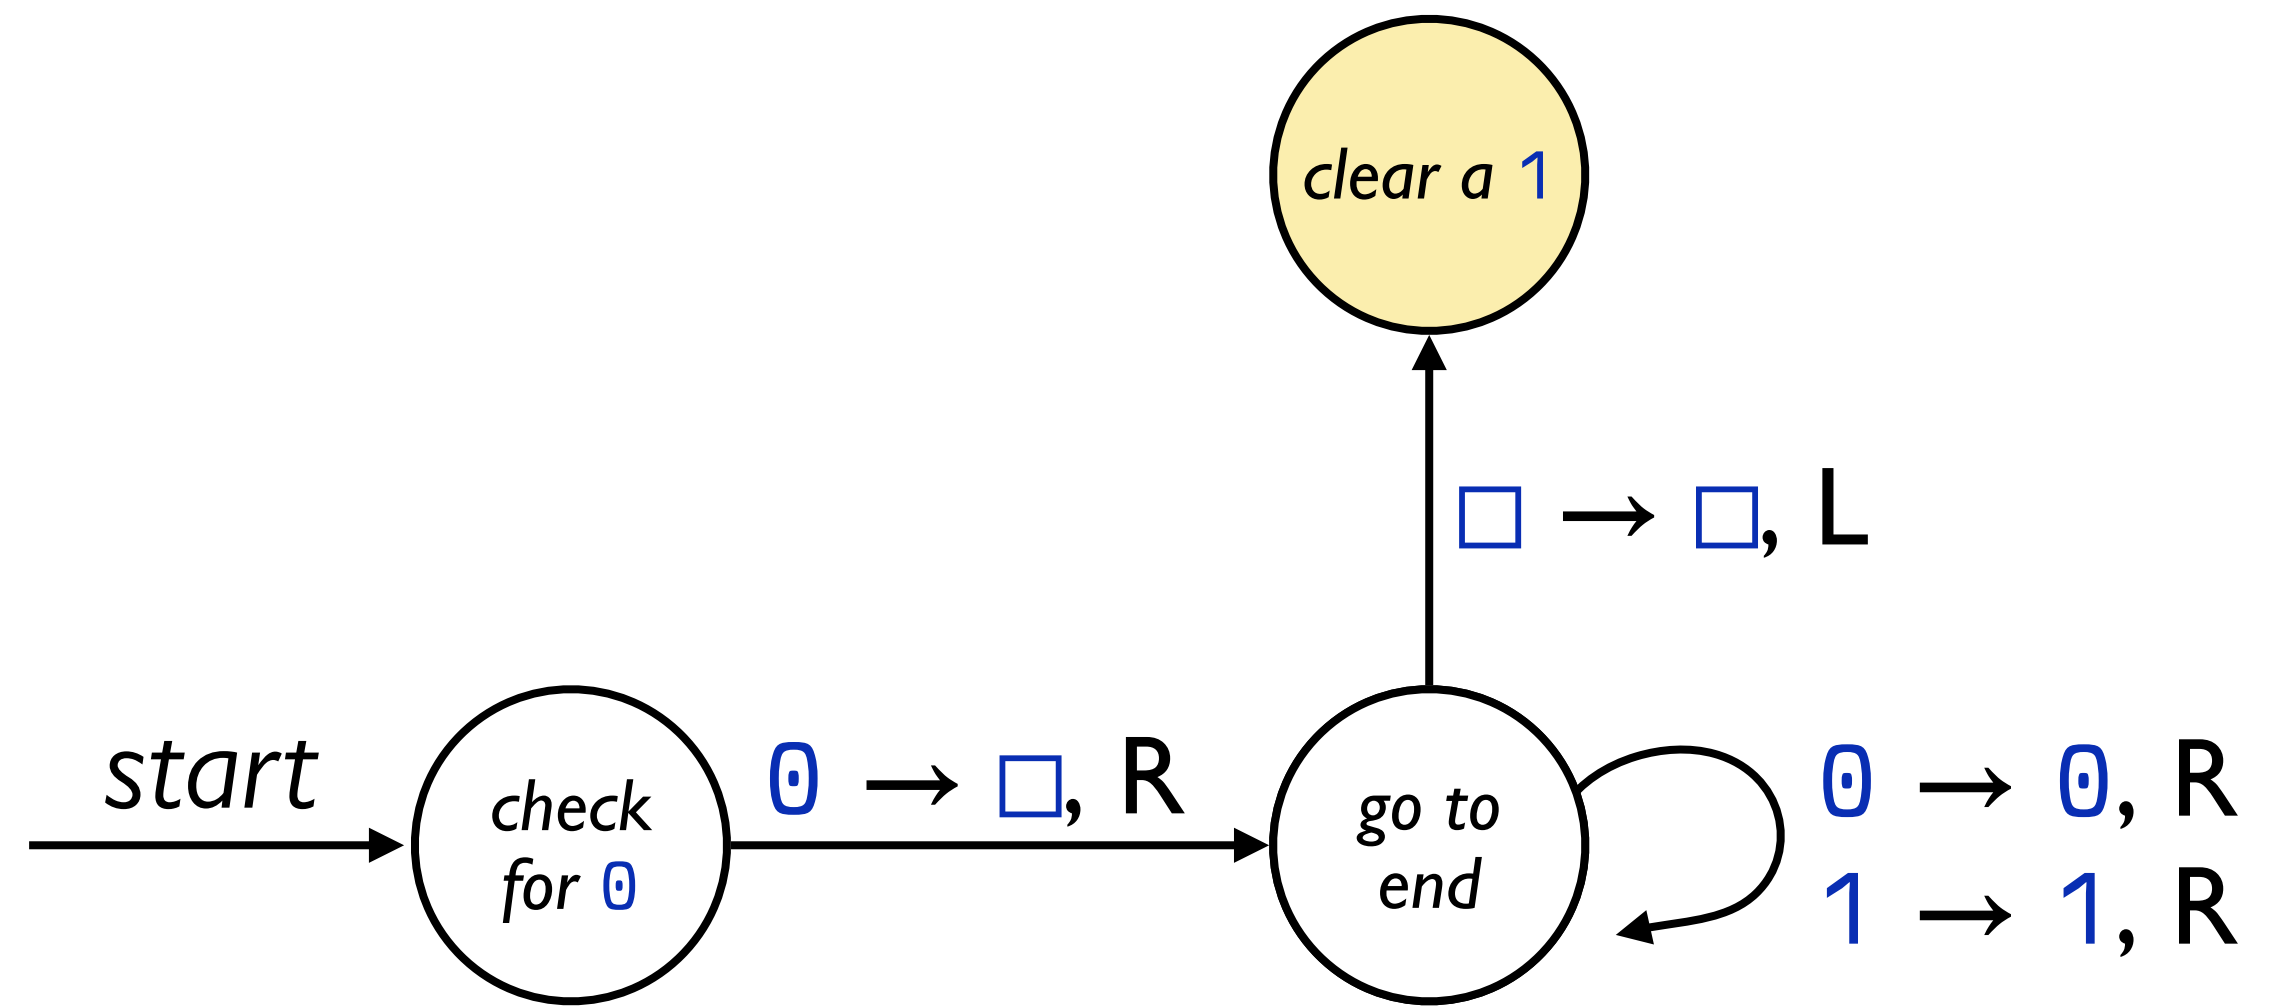 clear a 1
□ → □, L
start
check
for 0
0 → □, R
go to
end
0 → 0, R
1 → 1, R